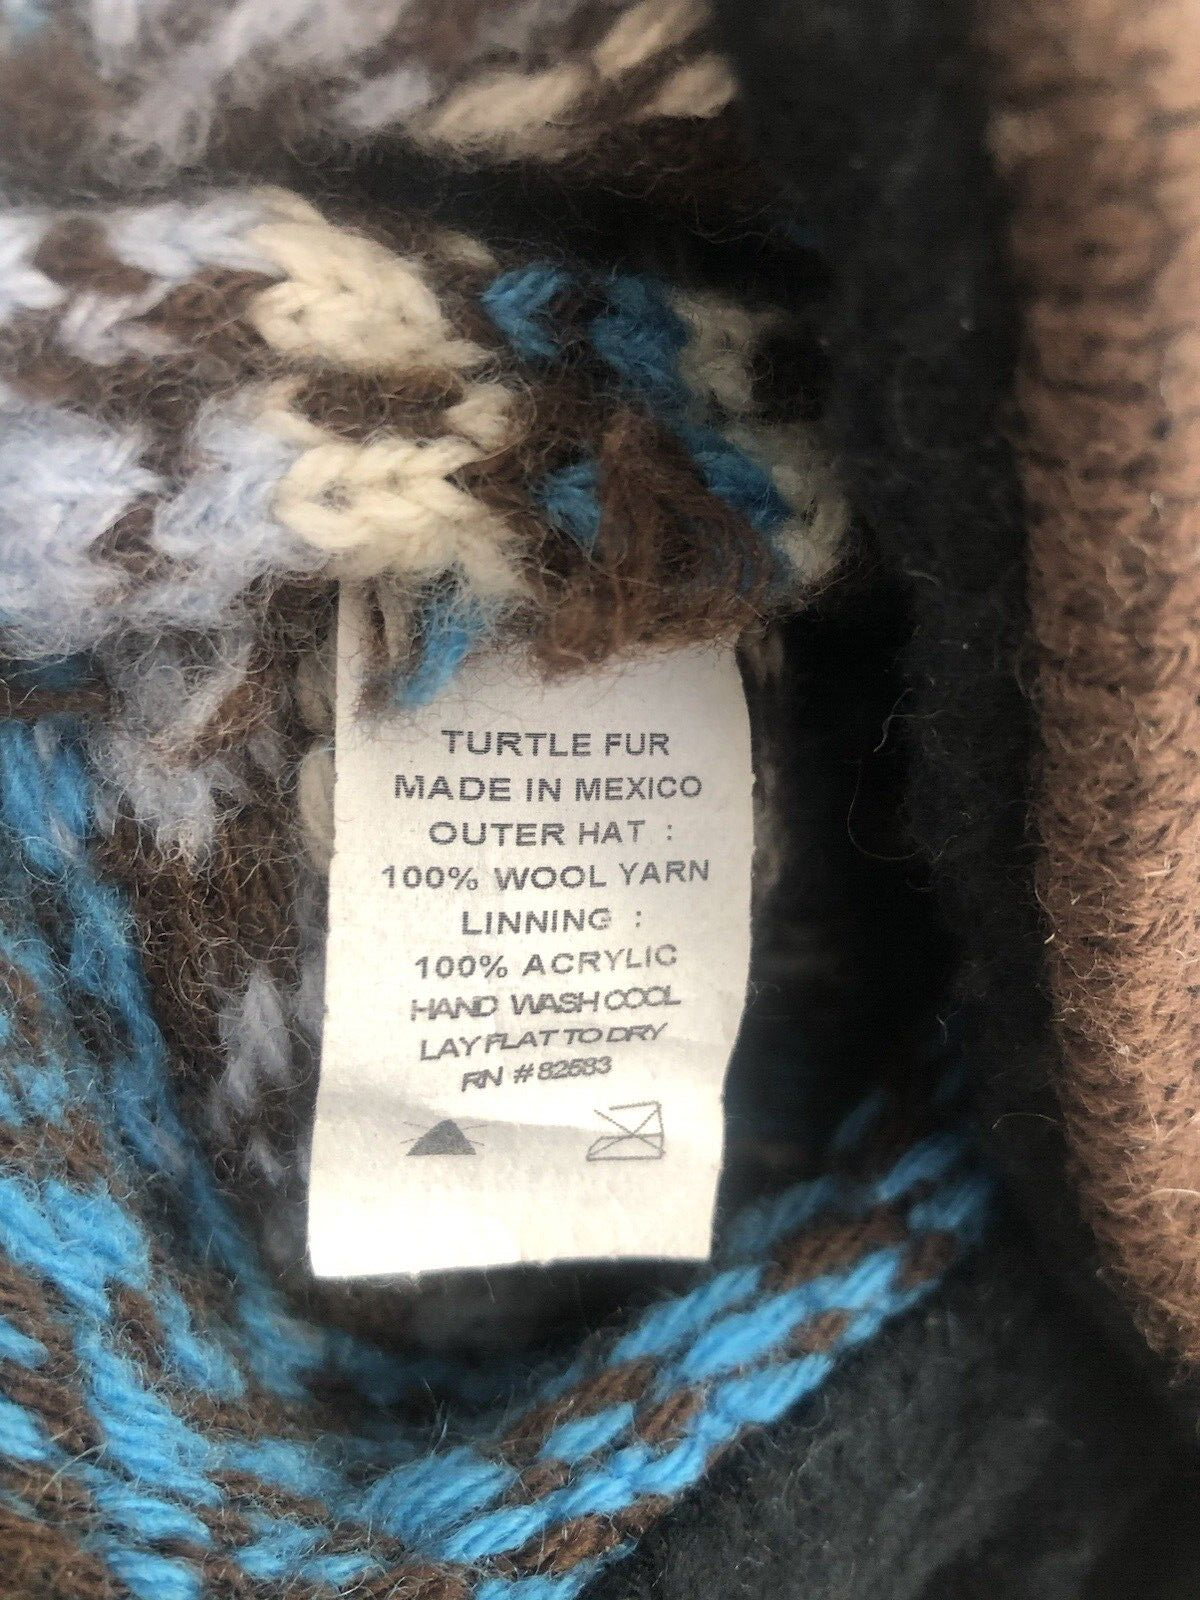 TURTLE FUR
MADE IN MEXICO
OUTER HAT :
100% WOOL YARN
LINNING :
100% ACRYLIC
HAND WASH COOL
LAY FLAT TO DRY
RN # 82583